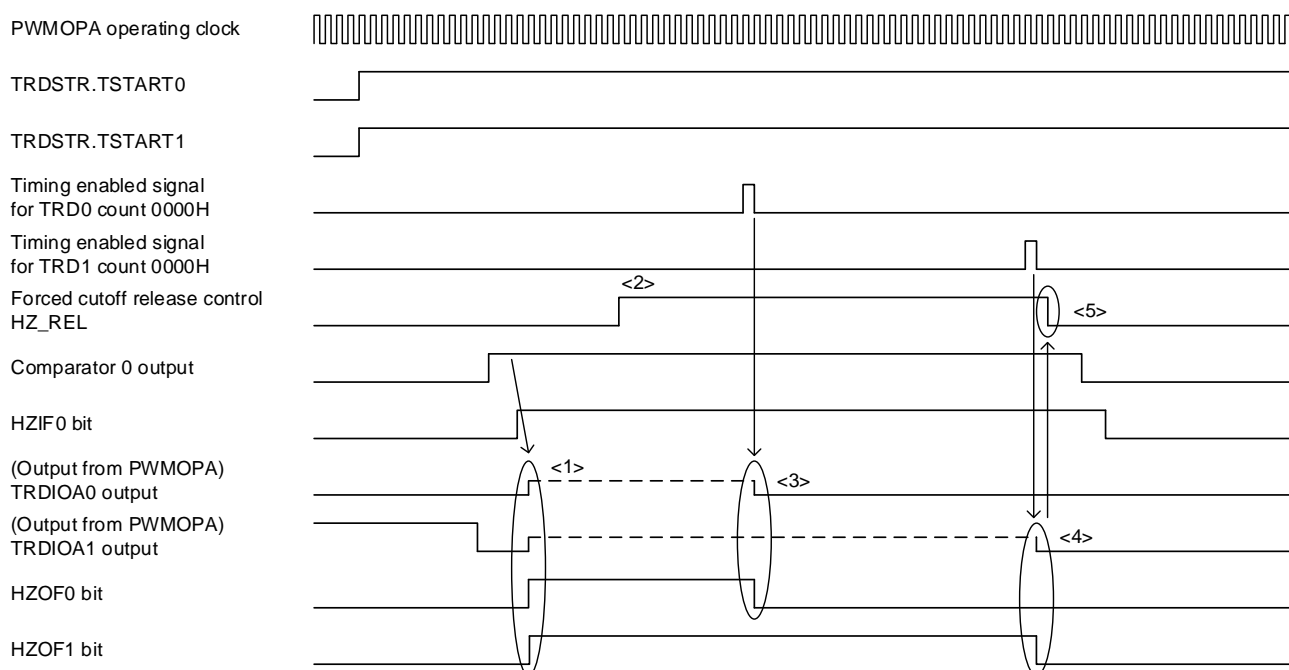 PWMOPA operating clock
TRDSTR.TSTART0
TRDSTR.TSTART1
Timing enabled signal
for TRD0 count 0000H
Timing enabled signal
for TRD1 count 0000H
<2>
Forced cutoff release control
HZ_REL
<5>
Comparator 0 output
HZIF0 bit
(Output from PWMOPA)
TRDIOA0 output
<1>
<3>
(Output from PWMOPA)
TRDIOA1 output
<4>
HZOF0 bit
HZOF1 bit